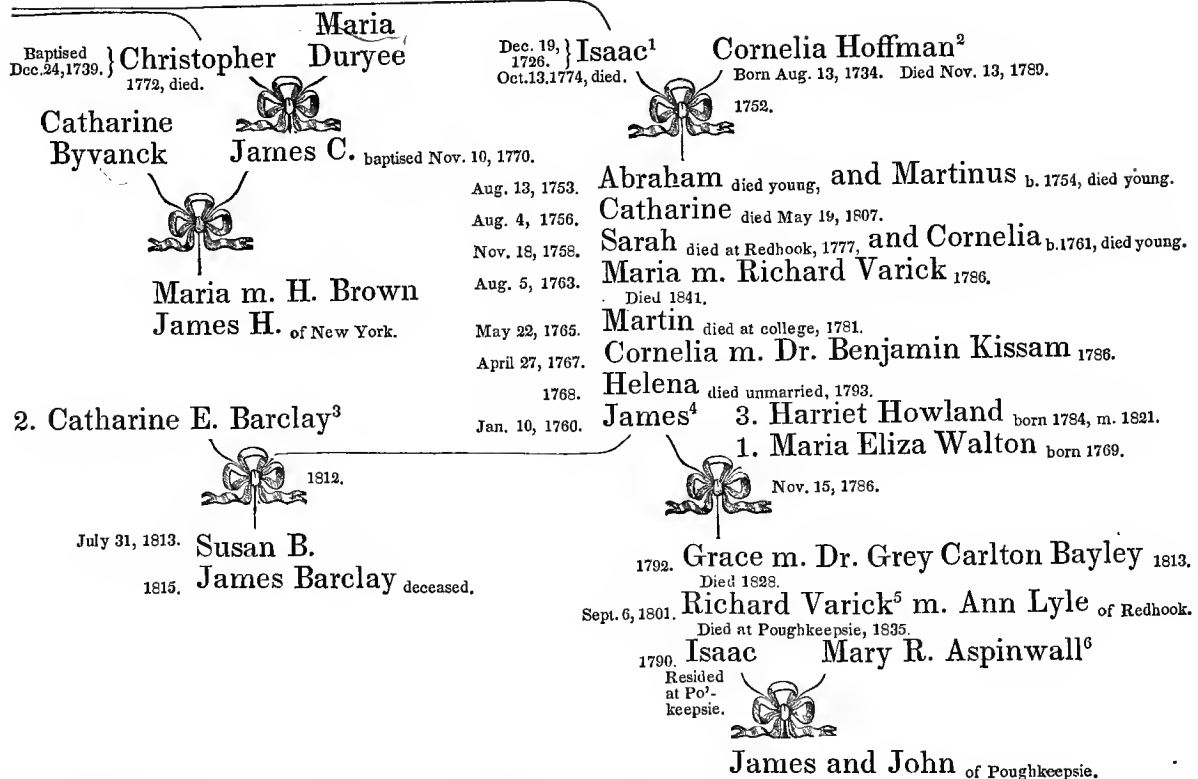 Baptised
Dec.24,1739. } Christopher
1772, died.
Maria
Duryee
Catharine
Byvanck
James C. baptised Nov. 10, 1770.
Maria m. H. Brown
James H. of New York.
Dec. 19,
1726. } Isaac¹
Oct.13.1774, died.
Cornelia Hoffman²
Born Aug. 13, 1734. Died Nov. 13, 1789.
1752.
Aug. 13, 1753. Abraham died young, and Martinus b. 1754, died young.
Aug. 4, 1756. Catharine died May 19, 1807.
Nov. 18, 1758. Sarah died at Redhook, 1777, and Cornelia b.1761, died young.
Aug. 5, 1763. Maria m. Richard Varick 1786.
Died 1841.
May 22, 1765. Martin died at college, 1781.
April 27, 1767. Cornelia m. Dr. Benjamin Kissam 1786.
1768. Helena died unmarried, 1793.
Jan. 10, 1760. James⁴ 3. Harriet Howland born 1784, m. 1821.
1. Maria Eliza Walton born 1769.
2. Catharine E. Barclay³
1812.
July 31, 1813. Susan B.
1815. James Barclay deceased.
Nov. 15, 1786.
1792. Grace m. Dr. Grey Carlton Bayley 1813.
Died 1828.
Sept. 6, 1801. Richard Varick⁵ m. Ann Lyle of Redhook.
Died at Poughkeepsie, 1835.
1790. Isaac Mary R. Aspinwall⁶
Resided
at Po'-
keepsie.
James and John of Poughkeepsie.